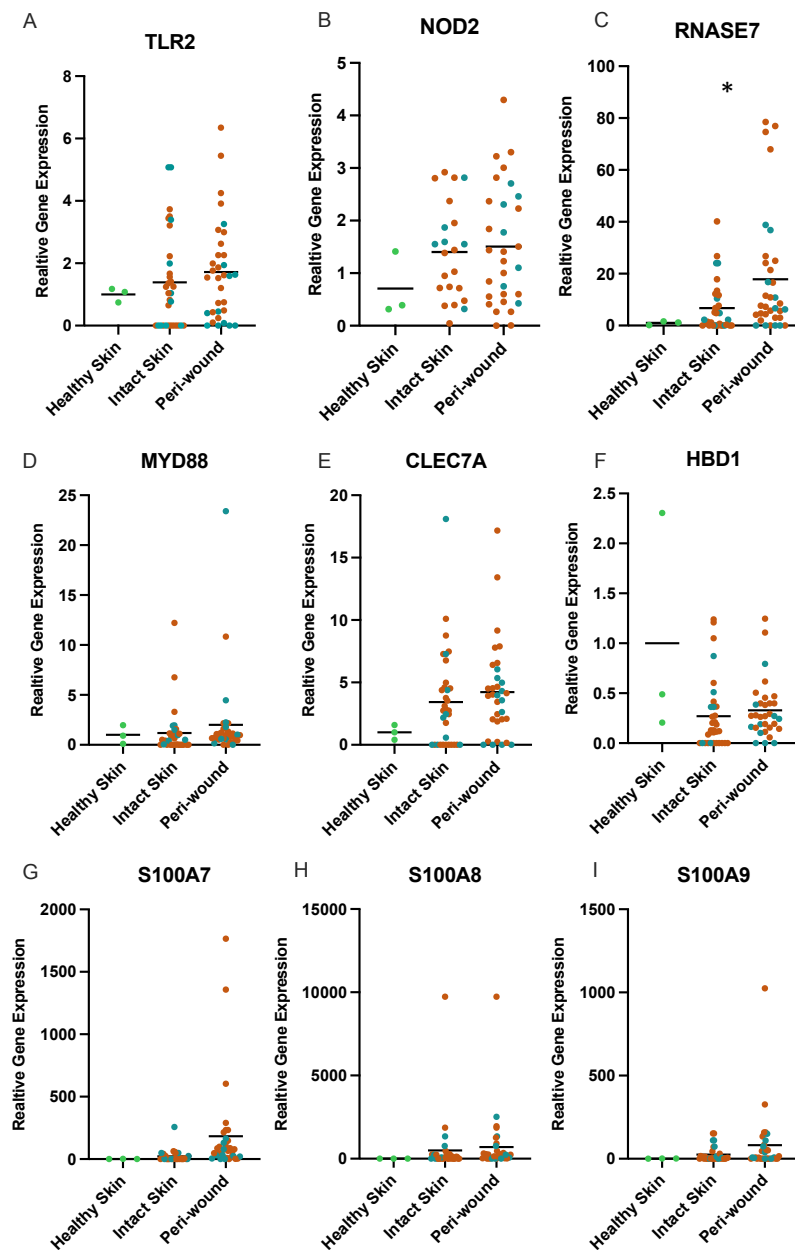 A
TLR2
Realtive Gene Expression
8
6
4
2
0
Healthy Skin
Intact Skin
Peri-wound
B
NOD2
Realtive Gene Expression
5
4
3
2
1
0
Healthy Skin
Intact Skin
Peri-wound
C
RNASE7
Realtive Gene Expression
100
80
60
40
20
0
*
Healthy Skin
Intact Skin
Peri-wound
D
MYD88
Realtive Gene Expression
25
20
15
10
5
0
Healthy Skin
Intact Skin
Peri-wound
E
CLEC7A
Realtive Gene Expression
20
15
10
5
0
Healthy Skin
Intact Skin
Peri-wound
F
HBD1
Realtive Gene Expression
2.5
2.0
1.5
1.0
0.5
0.0
Healthy Skin
Intact Skin
Peri-wound
G
S100A7
Realtive Gene Expression
2000
1500
1000
500
0
Healthy Skin
Intact Skin
Peri-wound
H
S100A8
Realtive Gene Expression
15000
10000
5000
0
Healthy Skin
Intact Skin
Peri-wound
I
S100A9
Realtive Gene Expression
1500
1000
500
0
Healthy Skin
Intact Skin
Peri-wound